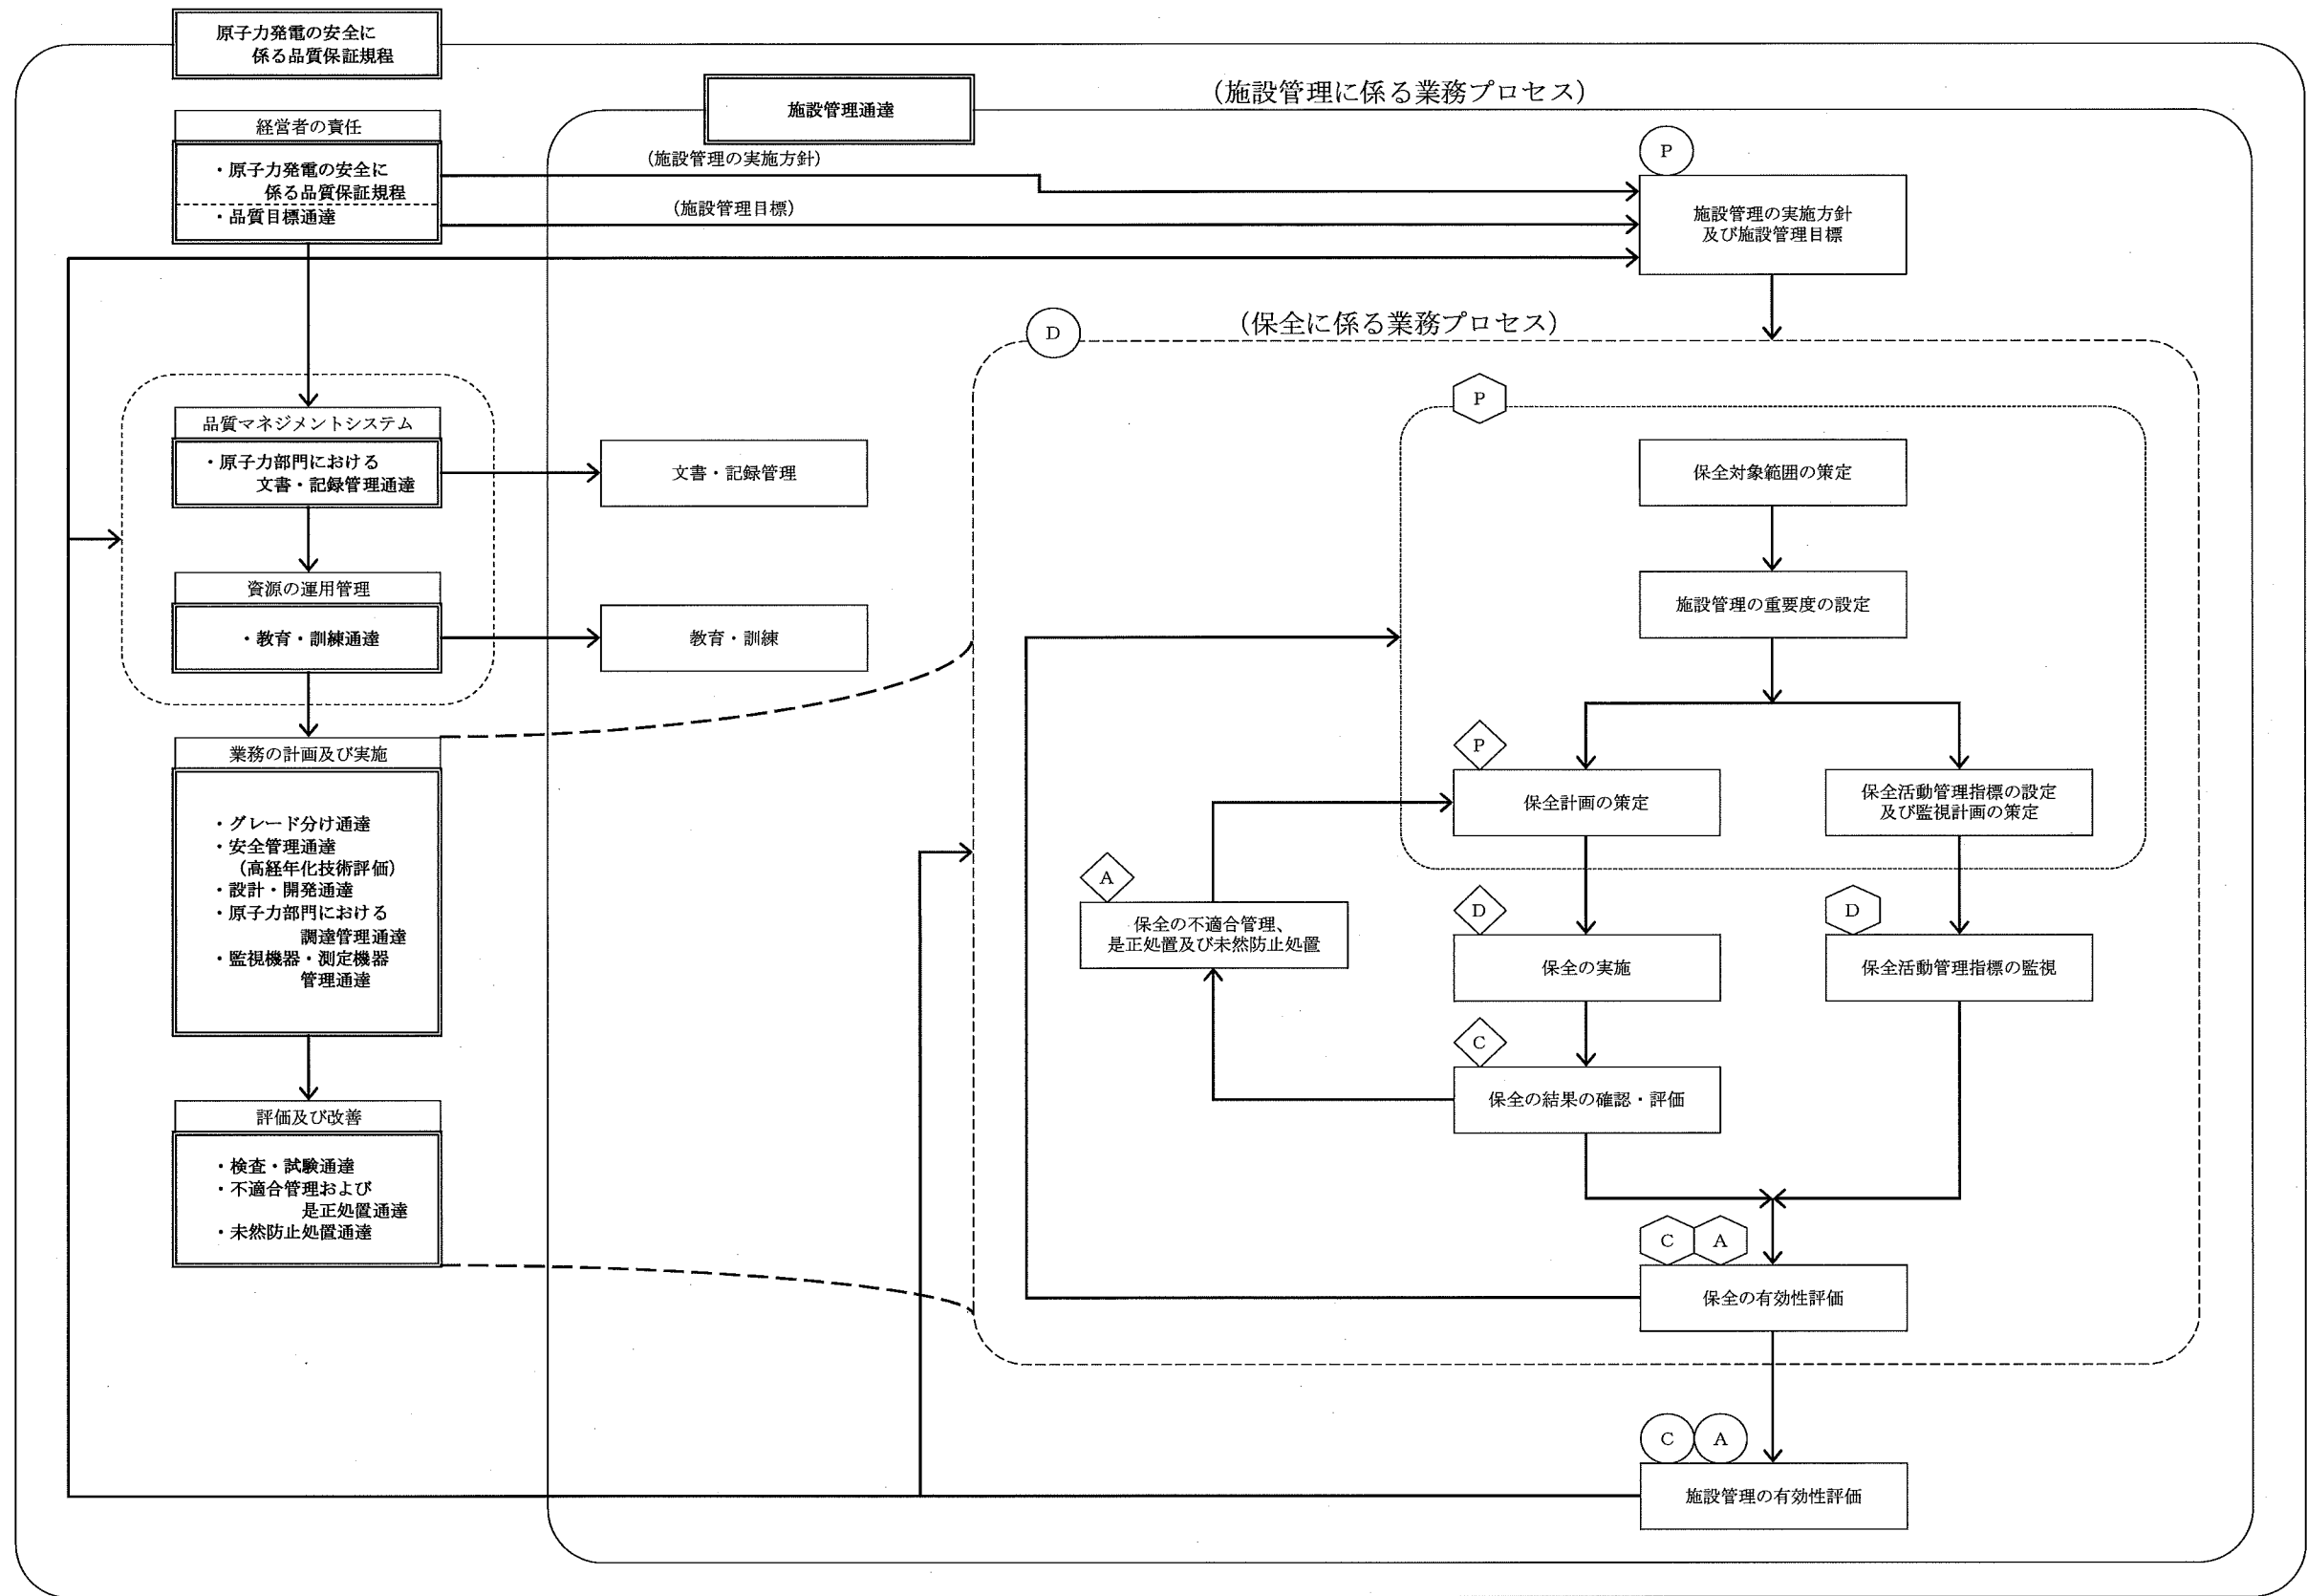 原子力発電の安全に
係る品質保証規程
施設管理通達
（施設管理に係る業務プロセス）
経営者の責任
・原子力発電の安全に
係る品質保証規程
・品質目標通達
（施設管理の実施方針）
（施設管理目標）
P
施設管理の実施方針
及び施設管理目標
D
（保全に係る業務プロセス）
品質マネジメントシステム
・原子力部門における
文書・記録管理通達
文書・記録管理
資源の運用管理
・教育・訓練通達
教育・訓練
業務の計画及び実施
・グレード分け通達
・安全管理通達
（高経年化技術評価）
・設計・開発通達
・原子力部門における
調達管理通達
・監視機器・測定機器
管理通達
評価及び改善
・検査・試験通達
・不適合管理および
是正処置通達
・未然防止処置通達
P
保全対象範囲の策定
施設管理の重要度の設定
P
保全計画の策定
保全活動管理指標の設定
及び監視計画の策定
A
保全の不適合管理、
是正処置及び未然防止処置
D
保全の実施
D
保全活動管理指標の監視
C
保全の結果の確認・評価
C
A
保全の有効性評価
C
A
施設管理の有効性評価